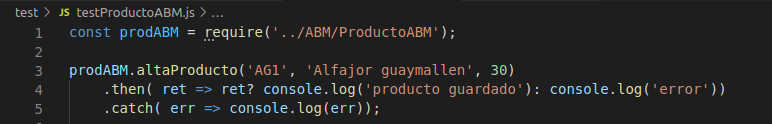 test > JS testProductoABM.js > ...
1 const prodABM = require('../ABM/ProductoABM');
2
3 prodABM.altaProducto('AG1', 'Alfajor guaymallen', 30)
4 .then( ret => ret? console.log('producto guardado'): console.log('error'))
5 .catch( err => console.log(err));